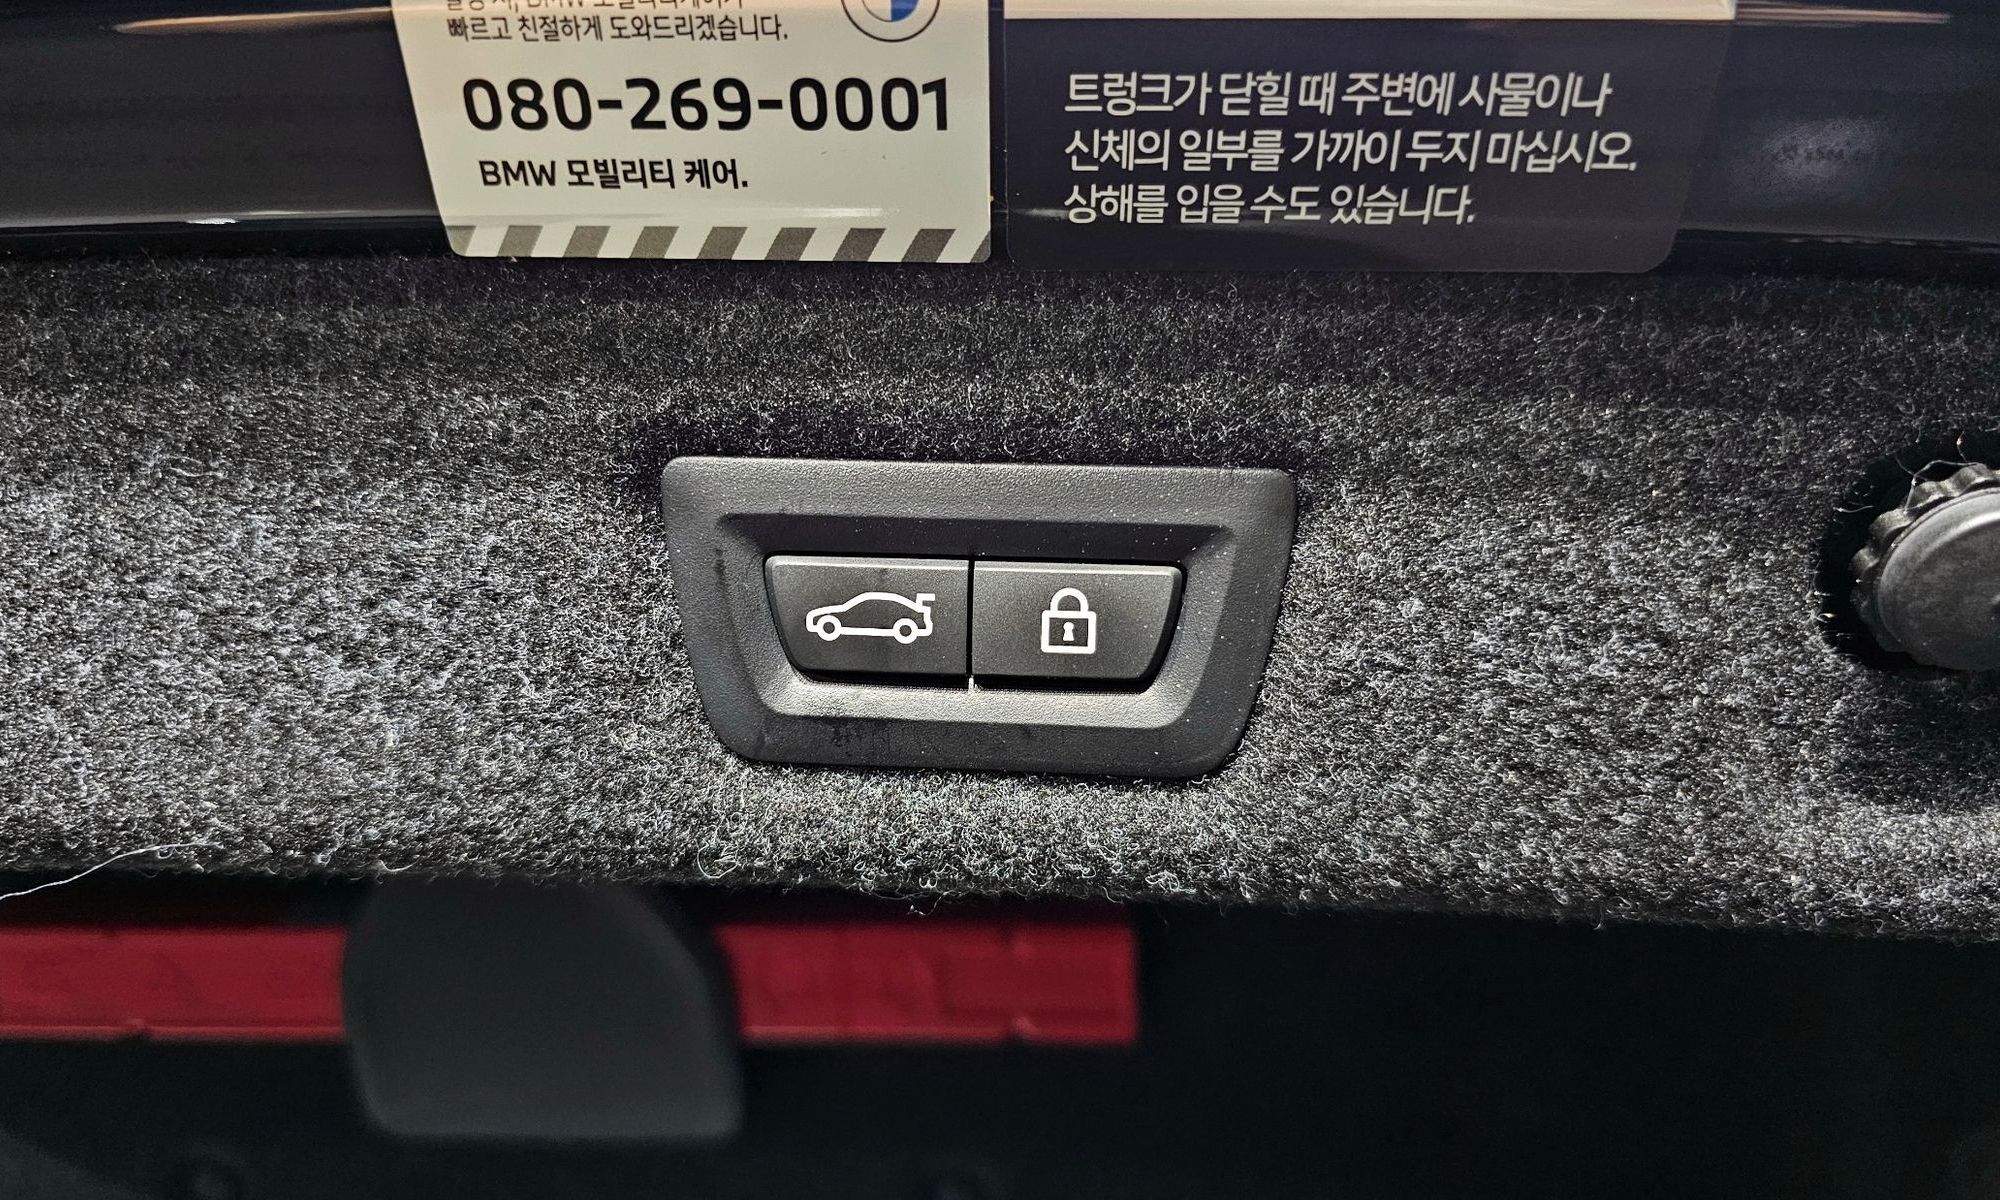 빠르고 친절하게 도와드리겠습니다.
080-269-0001
BMW 모빌리티 케어.
트렁크가 닫힐 때 주변에 사물이나
신체의 일부를 가까이 두지 마십시오.
상해를 입을 수도 있습니다.